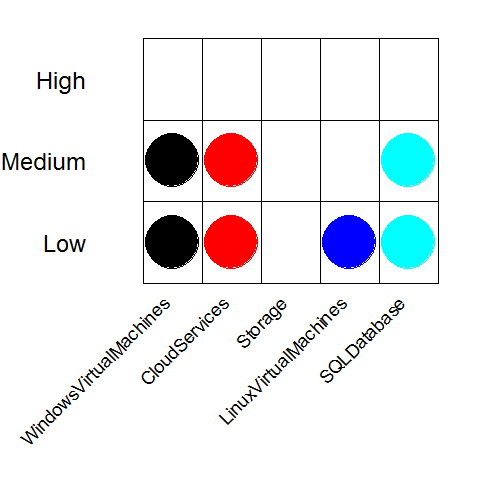 High
Medium
Low
WindowsVirtualMachines
CloudServices
Storage
LinuxVirtualMachines
SQLDatabase